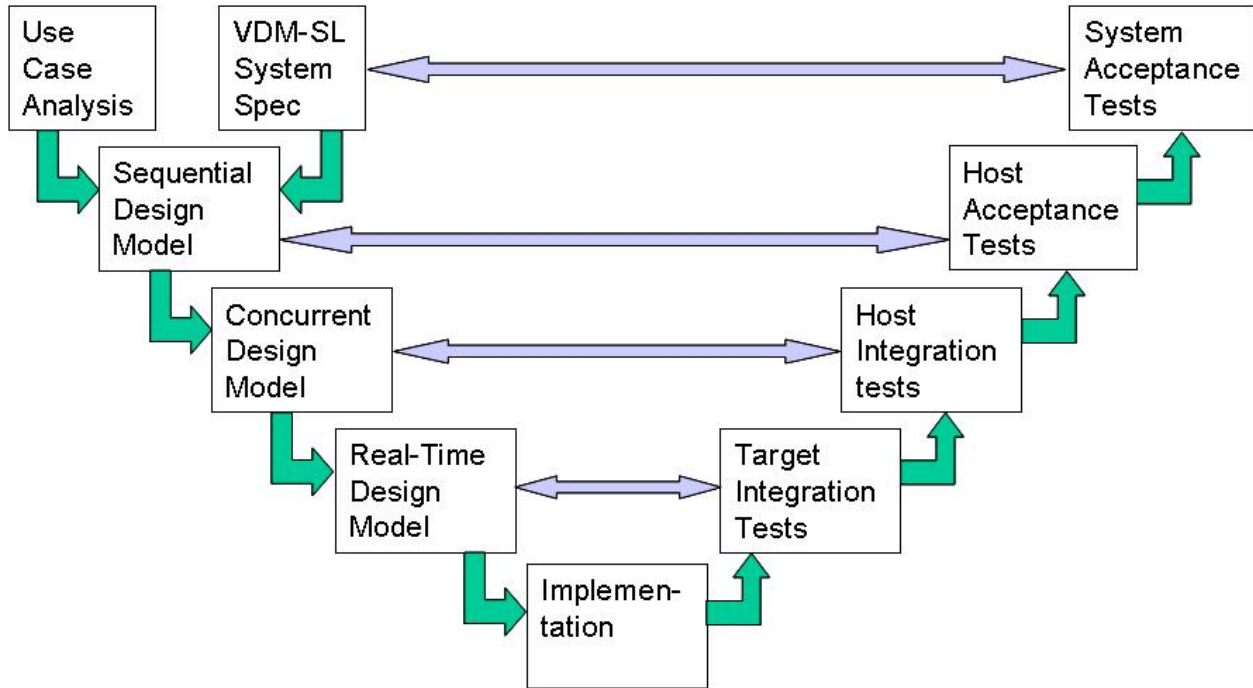 Use
Case
Analysis
VDM-SL
System
Spec
System
Acceptance
Tests
Sequential
Design
Model
Host
Acceptance
Tests
Concurrent
Design
Model
Host
Integration
tests
Real-Time
Design
Model
Target
Integration
Tests
Implemen-
tation